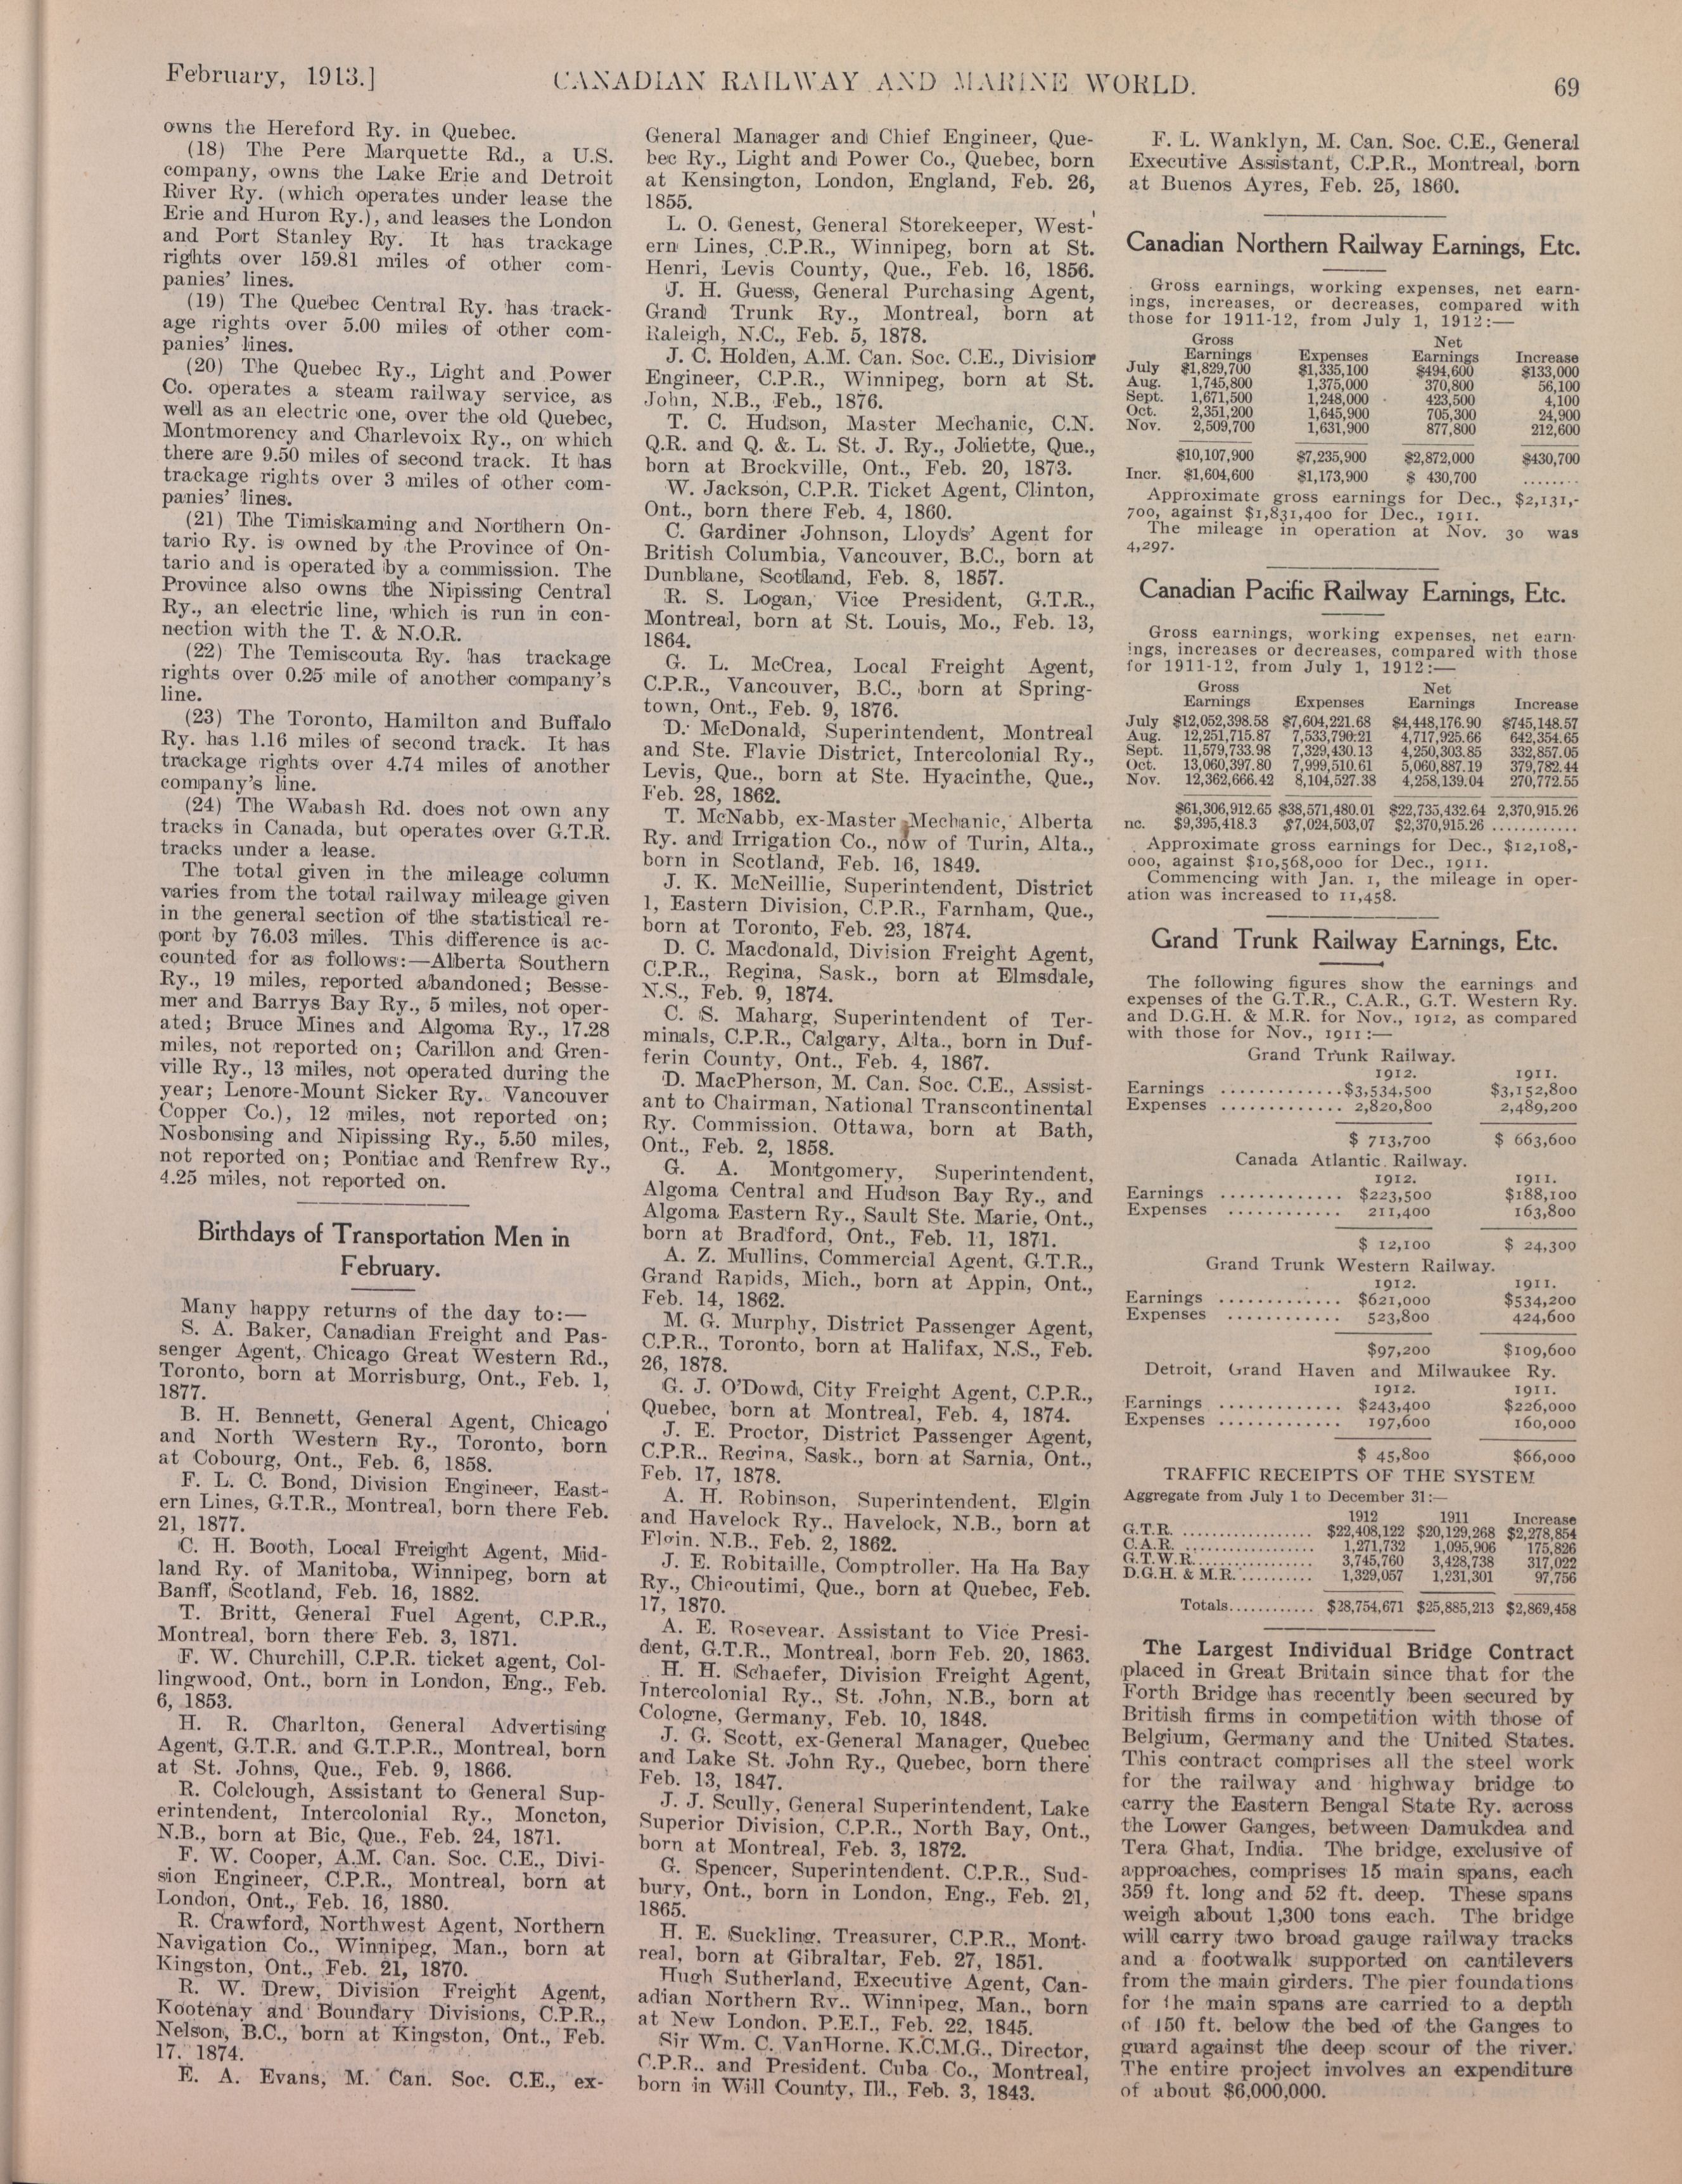 February, 1913.]
CANADIAN RAILWAY AND MARINE WORLD.
69
owns the Hereford Ry. in Quebec.
(18) The Pere Marquette Rd., a U.S.
company, owns the Lake Erie and Detroit
River Ry. (which operates under lease the
Erie and Huron Ry.), and leases the London
and Port Stanley Ry. It has trackage
rights over 159.81 miles of other com-
panies' lines.
(19) The Quebec Central Ry. has track-
age rights over 5.00 miles of other com-
panies' lines.
(20) The Quebec Ry., Light and Power
Co. operates a steam railway service, as
well as an electric one, over the old Quebec,
Montmorency and Charlevoix Ry., on which
there are 9.50 miles of second track. It has
trackage rights over 3 miles of other com-
panies' lines.
(21) The Timiskaming and Northern On-
tario Ry. is owned by the Province of On-
tario and is operated by a commission. The
Province also owns the Nipissing Central
Ry., an electric line, which is run in con-
nection with the T. & N.O.R.
(22) The Temiscouta Ry. has trackage
rights over 0.25 mile of another company's
line.
(23) The Toronto, Hamilton and Buffalo
Ry. has 1.16 miles of second track. It has
trackage rights over 4.74 miles of another
company's line.
(24) The Wabash Rd. does not own any
tracks in Canada, but operates over G.T.R.
tracks under a lease.
The total given in the mileage column
varies from the total railway mileage given
in the general section of the statistical re-
port by 76.03 miles. This difference is ac-
counted for as follows:—Alberta Southern
Ry., 19 miles, reported abandoned; Besse-
mer and Barrys Bay Ry., 5 miles, not oper-
ated; Bruce Mines and Algoma Ry., 17.28
miles, not reported on; Carillon and Gren-
ville Ry., 13 miles, not operated during the
year; Lenore-Mount Sicker Ry. Vancouver
Copper Co.), 12 miles, not reported on;
Nosbonsing and Nipissing Ry., 5.50 miles,
not reported on; Pontiac and Renfrew Ry.,
4.25 miles, not reported on.
Birthdays of Transportation Men in
February.
Many happy returns of the day to:—
S. A. Baker, Canadian Freight and Pas-
senger Agent, Chicago Great Western Rd.,
Toronto, born at Morrisburg, Ont., Feb. 1,
1877.
B. H. Bennett, General Agent, Chicago
and North Western Ry., Toronto, born
at Cobourg, Ont., Feb. 6, 1858.
F. L. C. Bond, Division Engineer, East-
ern Lines, G.T.R., Montreal, born there Feb.
21, 1877.
C. H. Booth, Local Freight Agent, Mid-
land Ry. of Manitoba, Winnipeg, born at
Banff, Scotland, Feb. 16, 1882.
T. Britt, General Fuel Agent, C.P.R.,
Montreal, born there Feb. 3, 1871.
F. W. Churchill, C.P.R. ticket agent, Col-
lingwood, Ont., born in London, Eng., Feb.
6, 1853.
H. R. Charlton, General Advertising
Agent, G.T.R. and G.T.P.R., Montreal, born
at St. Johns, Que., Feb. 9, 1866.
R. Colclough, Assistant to General Sup-
erintendent, Intercolonial Ry., Moncton,
N.B., born at Bic, Que., Feb. 24, 1871.
F. W. Cooper, A.M. Can. Soc. C.E., Divi-
sion Engineer, C.P.R., Montreal, born at
London, Ont., Feb. 16, 1880.
R. Crawford, Northwest Agent, Northern
Navigation Co., Winnipeg, Man., born at
Kingston, Ont., Feb. 21, 1870.
R. W. Drew, Division Freight Agent,
Kootenay and Boundary Divisions, C.P.R.,
Nelson, B.C., born at Kingston, Ont., Feb.
17. 1874.
E. A. Evans, M. Can. Soc. C.E., ex-
General Manager and Chief Engineer, Que-
bec Ry., Light and Power Co., Quebec, born
at Kensington, London, England, Feb. 26,
1855.
L. O. Genest, General Storekeeper, West-
ern Lines, C.P.R., Winnipeg, born at St.
Henri, Levis County, Que., Feb. 16, 1856.
J. H. Guess, General Purchasing Agent,
Grand Trunk Ry., Montreal, born at
Raleigh, N.C., Feb. 5, 1878.
J. C. Holden, A.M. Can. Soc. C.E., Division
Engineer, C.P.R., Winnipeg, born at St.
John, N.B., Feb., 1876.
T. C. Hudson, Master Mechanic, C.N.
Q.R. and Q. &. L. St. J. Ry., Joliette, Que.,
born at Brockville, Ont., Feb. 20, 1873.
W. Jackson, C.P.R. Ticket Agent, Clinton,
Ont., born there Feb. 4, 1860.
C. Gardiner Johnson, Lloyds' Agent for
British Columbia, Vancouver, B.C., born at
Dunblane, Scotland, Feb. 8, 1857.
R. S. Logan, Vice President, G.T.R.,
Montreal, born at St. Louis, Mo., Feb. 13,
1864.
G. L. McCrea, Local Freight Agent,
C.P.R., Vancouver, B.C., born at Spring-
town, Ont., Feb. 9, 1876.
D. McDonald, Superintendent, Montreal
and Ste. Flavie District, Intercolonial Ry.,
Levis, Que., born at Ste. Hyacinthe, Que.,
Feb. 28, 1862.
T. McNabb, ex-Master Mechanic, Alberta
Ry. and Irrigation Co., now of Turin, Alta.,
born in Scotland, Feb. 16, 1849.
J. K. McNeillie, Superintendent, District
1, Eastern Division, C.P.R., Farnham, Que.,
born at Toronto, Feb. 23, 1874.
D. C. Macdonald, Division Freight Agent,
C.P.R., Regina, Sask., born at Elmsdale,
N.S., Feb. 9, 1874.
C. S. Maharg, Superintendent of Ter-
minals, C.P.R., Calgary, Alta., born in Duf-
ferin County, Ont., Feb. 4, 1867.
D. MacPherson, M. Can. Soc. C.E., Assist-
ant to Chairman, National Transcontinental
Ry. Commission. Ottawa, born at Bath,
Ont., Feb. 2, 1858.
G. A. Montgomery, Superintendent,
Algoma Central and Hudson Bay Ry., and
Algoma Eastern Ry., Sault Ste. Marie, Ont.,
born at Bradford, Ont., Feb. 11, 1871.
A. Z. Mullins, Commercial Agent, G.T.R.,
Grand Rapids, Mich., born at Appin, Ont.,
Feb. 14, 1862.
M. G. Murphy, District Passenger Agent,
C.P.R., Toronto, born at Halifax, N.S., Feb.
26, 1878.
G. J. O'Dowd, City Freight Agent, C.P.R.,
Quebec, born at Montreal, Feb. 4, 1874.
J. E. Proctor, District Passenger Agent,
C.P.R., Regina, Sask., born at Sarnia, Ont.,
Feb. 17, 1878.
A. H. Robinson, Superintendent, Elgin
and Havelock Ry., Havelock, N.B., born at
Elgin, N.B., Feb. 2, 1862.
J. E. Robitaille, Comptroller, Ha Ha Bay
Ry., Chicoutimi, Que., born at Quebec, Feb.
17, 1870.
A. E. Rosevear, Assistant to Vice Presi-
dent, G.T.R., Montreal, born Feb. 20, 1863.
H. H. Schaefer, Division Freight Agent,
Intercolonial Ry., St. John, N.B., born at
Cologne, Germany, Feb. 10, 1848.
J. G. Scott, ex-General Manager, Quebec
and Lake St. John Ry., Quebec, born there
Feb. 13, 1847.
J. J. Scully, General Superintendent, Lake
Superior Division, C.P.R., North Bay, Ont.,
born at Montreal, Feb. 3, 1872.
G. Spencer, Superintendent. C.P.R., Sud-
bury, Ont., born in London, Eng., Feb. 21,
1865.
H. E. Suckling, Treasurer, C.P.R., Mont-
real, born at Gibraltar, Feb. 27, 1851.
Hugh Sutherland, Executive Agent, Can-
adian Northern Ry., Winnipeg, Man., born
at New London, P.E.I., Feb. 22, 1845.
Sir Wm. C. VanHorne, K.C.M.G., Director,
C.P.R., and President, Cuba Co., Montreal,
born in Will County, Ill., Feb. 3, 1843.
F. L. Wanklyn, M. Can. Soc. C.E., General
Executive Assistant, C.P.R., Montreal, born
at Buenos Ayres, Feb. 25, 1860.
Canadian Northern Railway Earnings, Etc.
Gross earnings, working expenses, net earn-
ings, increases, or decreases, compared with
those for 1911-12, from July 1, 1912:—
Gross Net
Earnings Expenses Earnings Increase
July $1,829,700 $1,335,100 $494,600 $133,000
Aug. 1,745,800 1,375,000 370,800 56,100
Sept. 1,671,500 1,248,000 423,500 4,100
Oct. 2,351,200 1,645,900 705,300 24,900
Nov. 2,509,700 1,631,900 877,800 212,600
$10,107,900 $7,235,900 $2,872,000 $430,700
Incr. $1,604,600 $1,173,900 $ 430,700 ........
Approximate gross earnings for Dec., $2,131,-
700, against $1,831,400 for Dec., 1911.
The mileage in operation at Nov. 30 was
4,297.
Canadian Pacific Railway Earnings, Etc.
Gross earnings, working expenses, net earn-
ings, increases or decreases, compared with those
for 1911-12, from July 1, 1912:—
Gross Net
Earnings Expenses Earnings Increase
July $12,052,398.58 $7,604,221.68 $4,448,176.90 $745,148.57
Aug. 12,251,715.87 7,533,790.21 4,717,925.66 642,354.65
Sept. 11,579,733.98 7,329,430.13 4,250,303.85 332,857.05
Oct. 13,060,397.80 7,999,510.61 5,060,887.19 379,782.44
Nov. 12,362,666.42 8,104,527.38 4,258,139.04 270,772.55
$61,306,912.65 $38,571,480.01 $22,735,432.64 2,370,915.26
nc. $9,395,418.3 $7,024,503,07 $2,370,915.26 ............
Approximate gross earnings for Dec., $12,108,-
000, against $10,568,000 for Dec., 1911.
Commencing with Jan. 1, the mileage in oper-
ation was increased to 11,458.
Grand Trunk Railway Earnings, Etc.
The following figures show the earnings and
expenses of the G.T.R., C.A.R., G.T. Western Ry.
and D.G.H. & M.R. for Nov., 1912, as compared
with those for Nov., 1911:—
Grand Trunk Railway.
1912. 1911.
Earnings .............$3,534,500 $3,152,800
Expenses ............. 2,820,800 2,489,200
$ 713,700 $ 663,600
Canada Atlantic Railway.
1912. 1911.
Earnings ............. $223,500 $188,100
Expenses ............ 211,400 163,800
$ 12,100 $ 24,300
Grand Trunk Western Railway.
1912. 1911.
Earnings ............. $621,000 $534,200
Expenses ............ 523,800 424,600
$97,200 $109,600
Detroit, Grand Haven and Milwaukee Ry.
1912. 1911.
Earnings ............. $243,400 $226,000
Expenses ............. 197,600 160,000
$ 45,800 $66,000
TRAFFIC RECEIPTS OF THE SYSTEM
Aggregate from July 1 to December 31:—
1912 1911 Increase
G.T.R. .................. $22,408,122 $20,129,268 $2,278,854
C.A.R. .................. 1,271,732 1,095,906 175,826
G.T.W.R................. 3,745,760 3,428,738 317,022
D.G.H. & M.R........... 1,329,057 1,231,301 97,756
Totals............ $28,754,671 $25,885,213 $2,869,458
The Largest Individual Bridge Contract
placed in Great Britain since that for the
Forth Bridge has recently been secured by
British firms in competition with those of
Belgium, Germany and the United States.
This contract comprises all the steel work
for the railway and highway bridge to
carry the Eastern Bengal State Ry. across
the Lower Ganges, between Damukdea and
Tera Ghat, India. The bridge, exclusive of
approaches, comprises 15 main spans, each
359 ft. long and 52 ft. deep. These spans
weigh about 1,300 tons each. The bridge
will carry two broad gauge railway tracks
and a footwalk supported on cantilevers
from the main girders. The pier foundations
for the main spans are carried to a depth
of 150 ft. below the bed of the Ganges to
guard against the deep scour of the river.
The entire project involves an expenditure
of about $6,000,000.